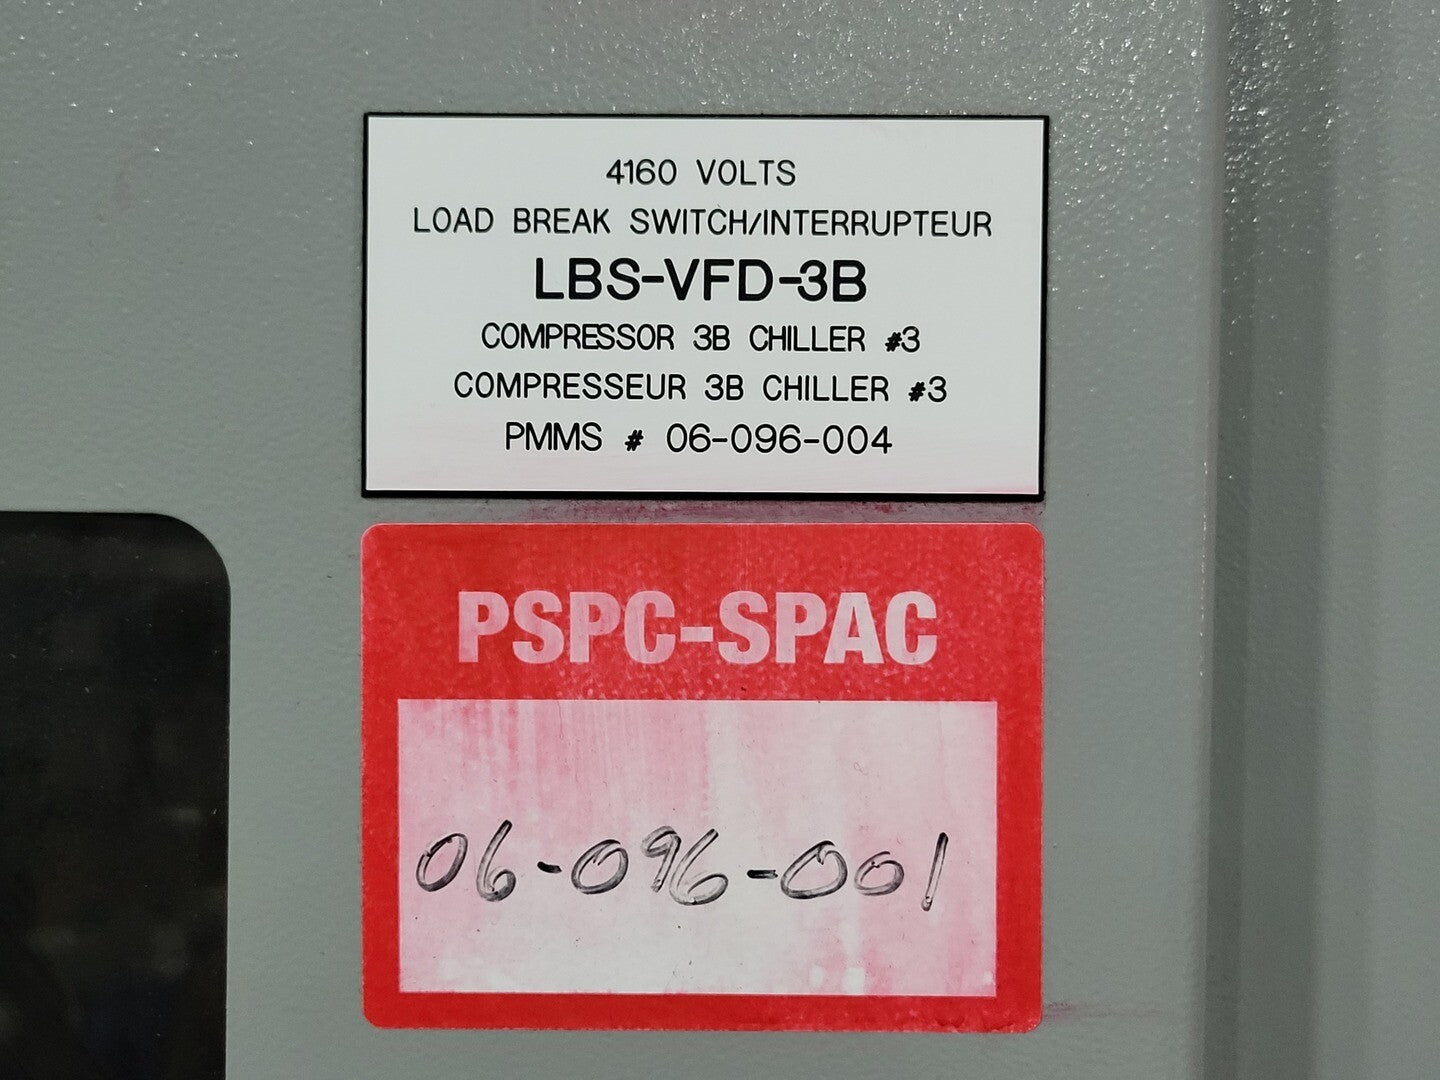 4160 VOLTS
LOAD BREAK SWITCH/INTERRUPTEUR
LBS-VFD-3B
COMPRESSOR 3B CHILLER #3
COMPRESSEUR 3B CHILLER #3
PMMS # 06-096-004
PSPC-SPAC
06-096-001